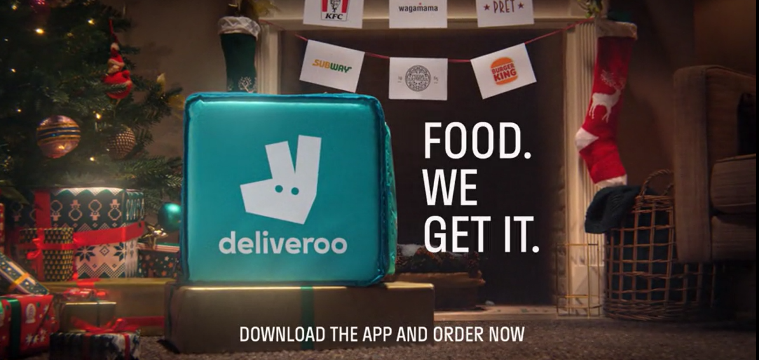 KFC
wagamama
PRET
SUBWAY
BURGER
KING
deliveroo
FOOD.
WE
GET IT.
DOWNLOAD THE APP AND ORDER NOW